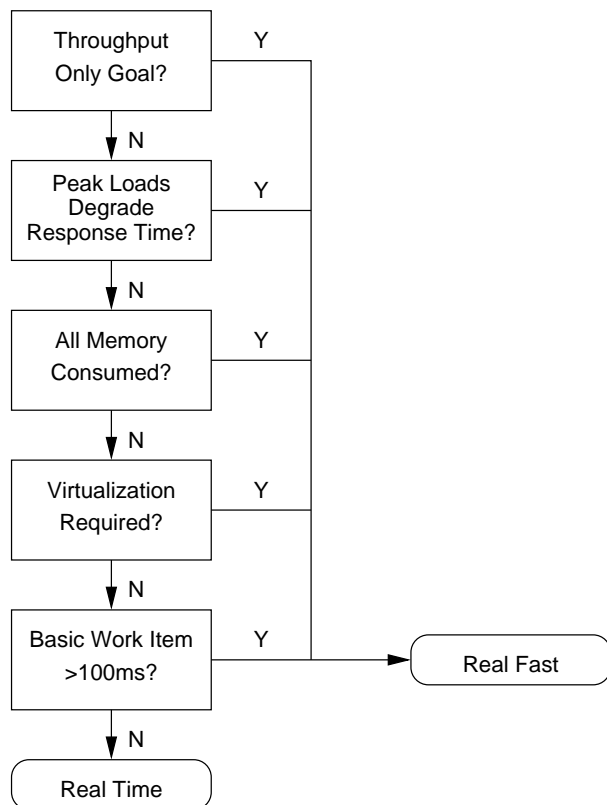 Throughput
Only Goal?
Y
N
Peak Loads
Degrade
Response Time?
Y
N
All Memory
Consumed?
Y
N
Virtualization
Required?
Y
N
Basic Work Item
>100ms?
Y
Real Fast
N
Real Time